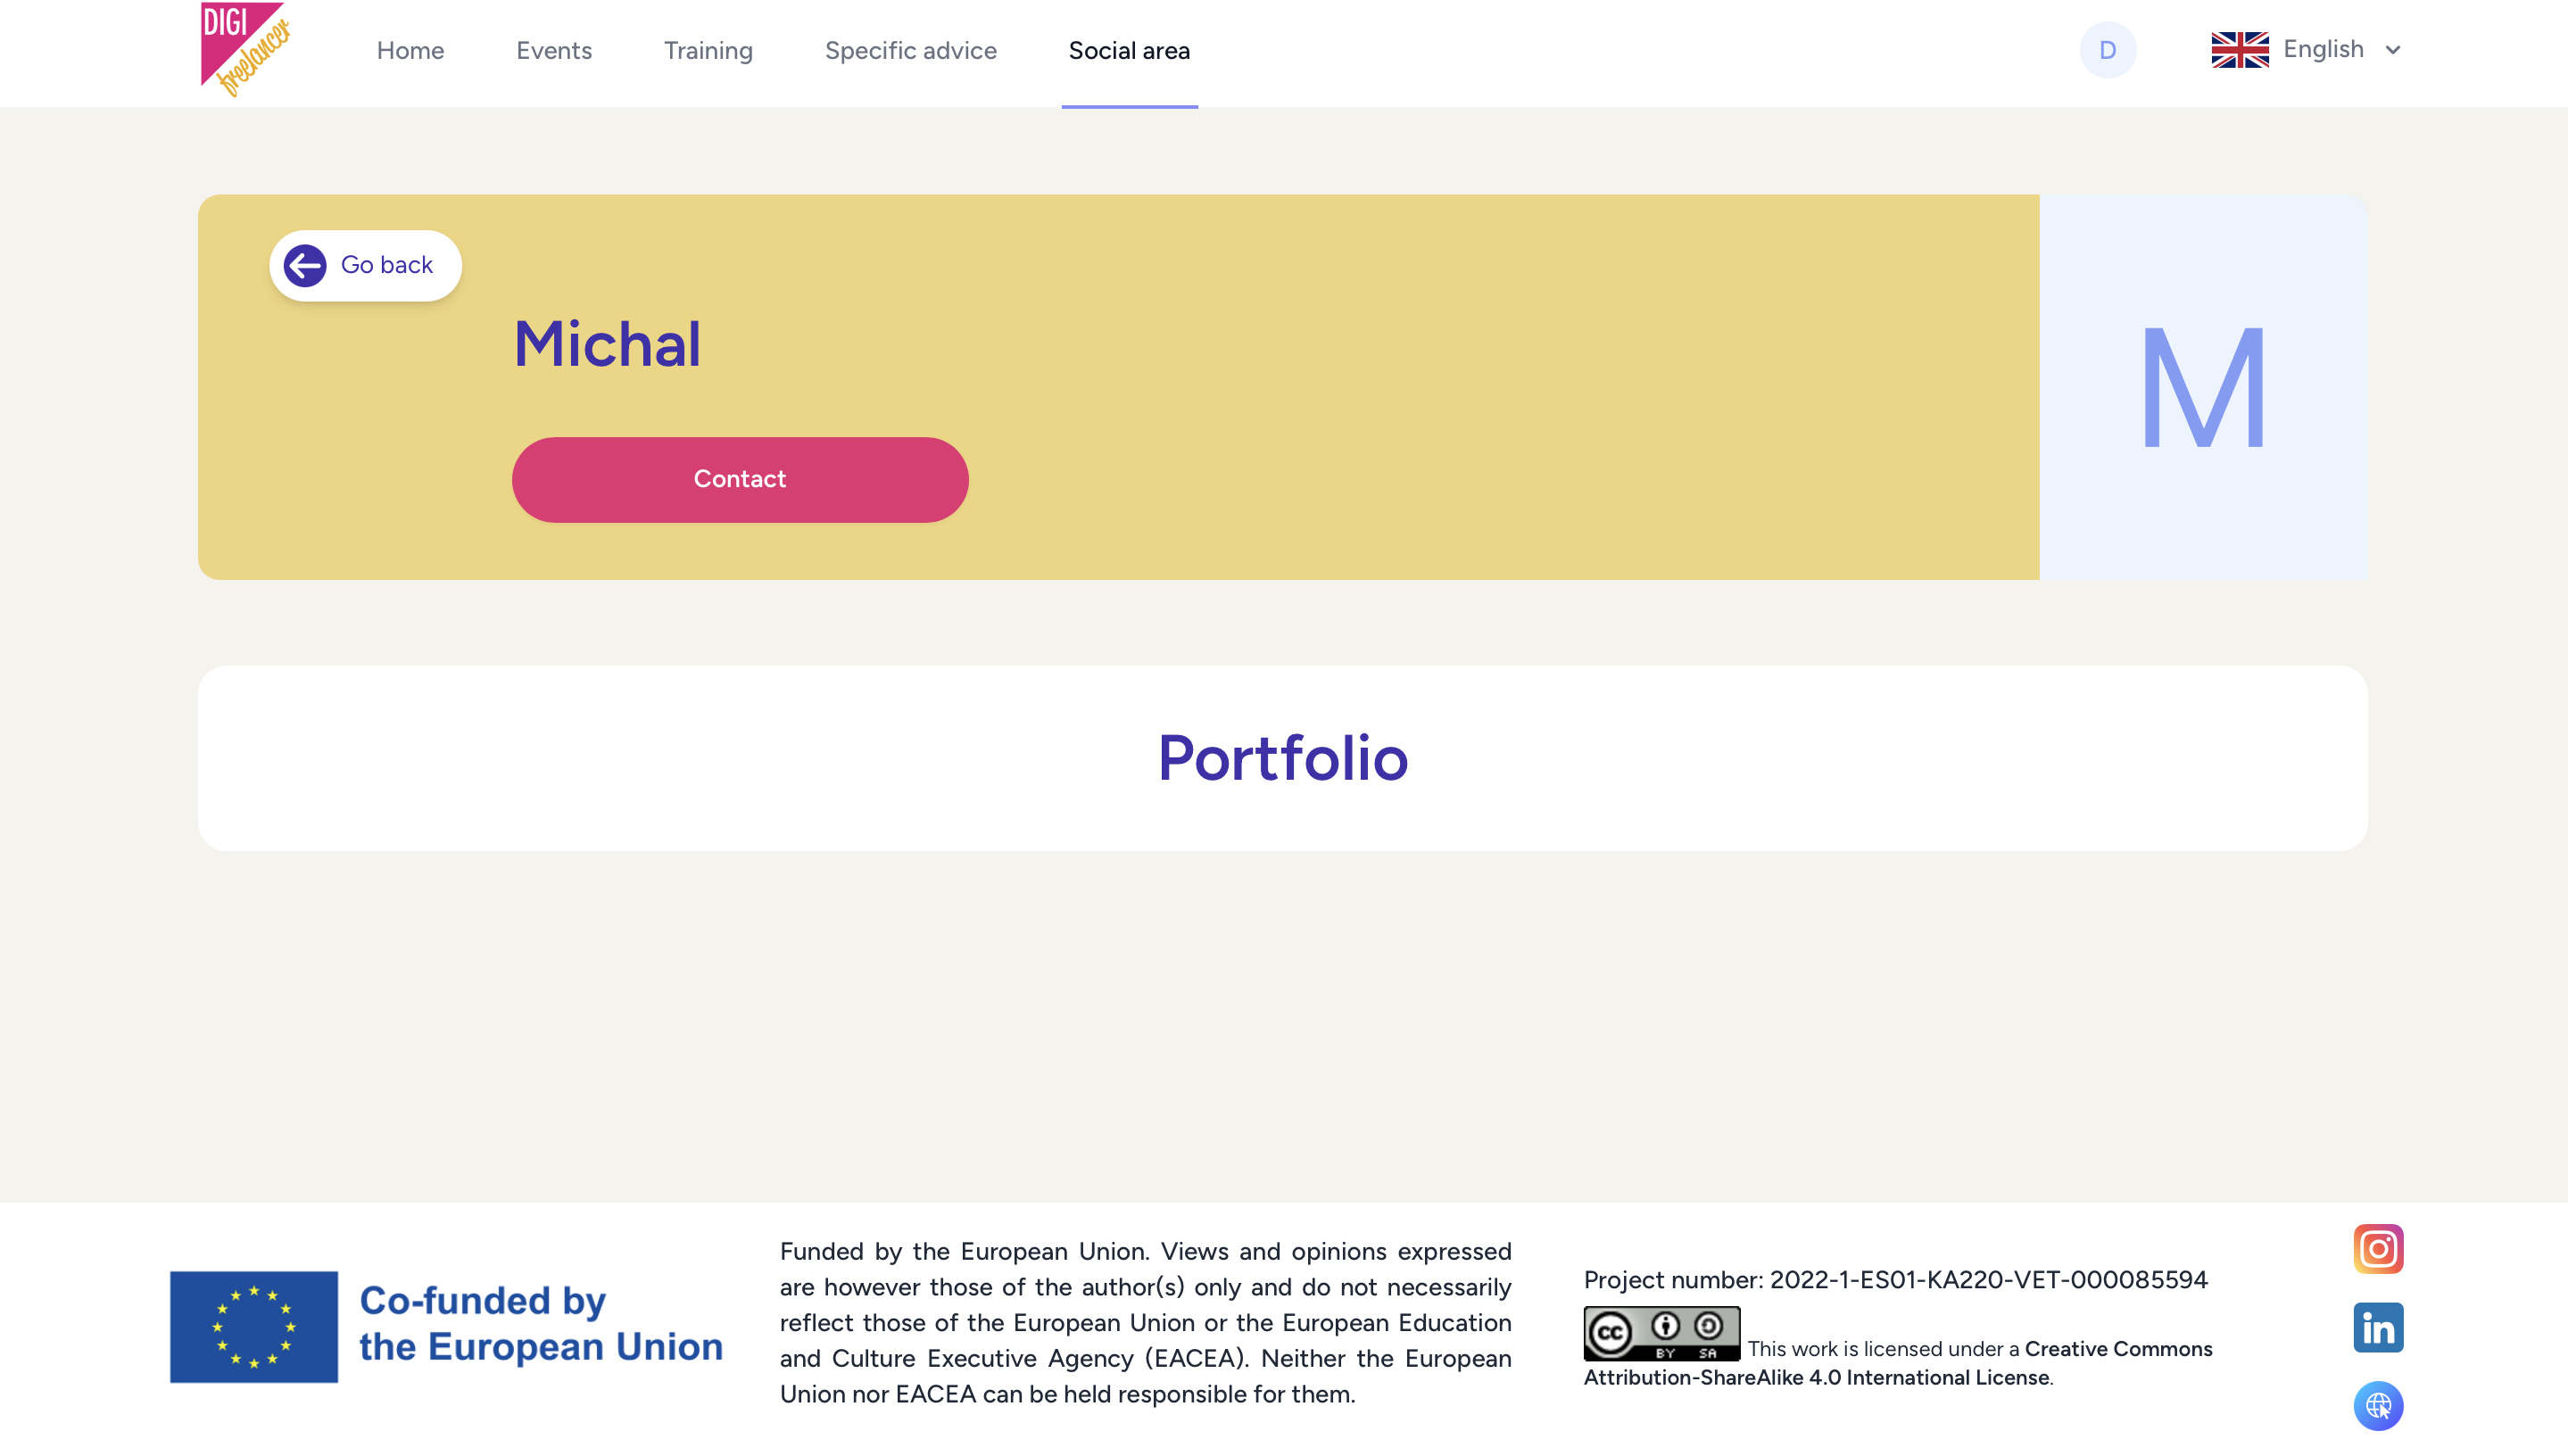 DIGI
freelancer
Home
Events
Training
Specific advice
Social area
D
English
Go back
Michal
Contact
M
Portfolio
Co-funded by
the European Union
Funded by the European Union. Views and opinions expressed
are however those of the author(s) only and do not necessarily
reflect those of the European Union or the European Education
and Culture Executive Agency (EACEA). Neither the European
Union nor EACEA can be held responsible for them.
Project number: 2022-1-ES01-KA220-VET-000085594
cc BY SA This work is licensed under a Creative Commons
Attribution-ShareAlike 4.0 International License.
in